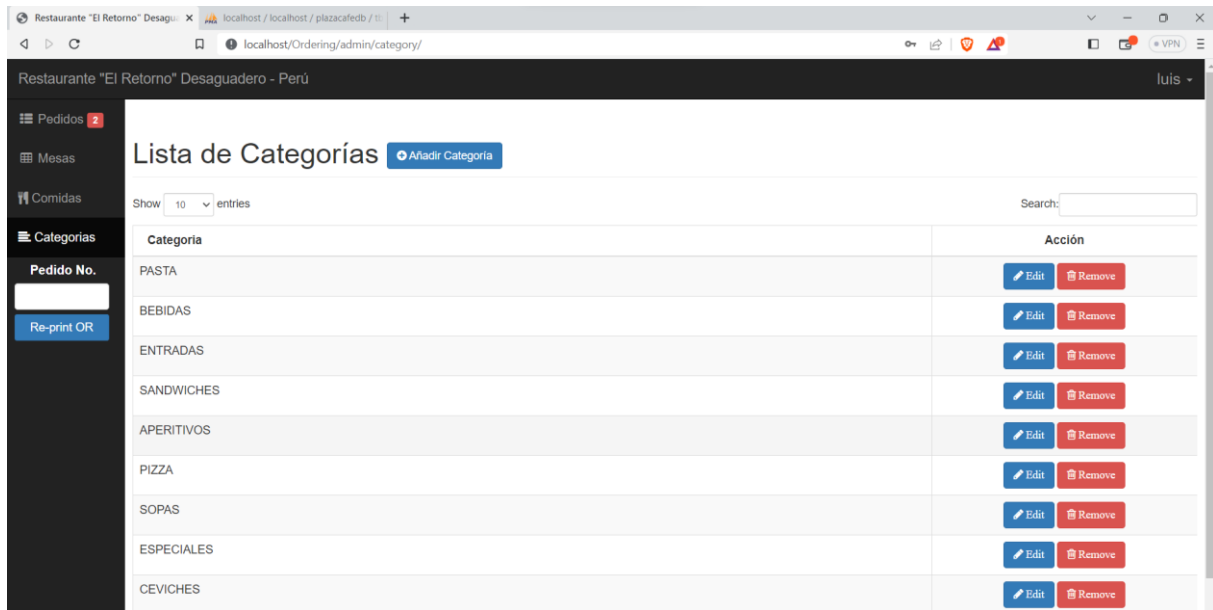 Restaurante "El Retorno" Desagua
localhost / localhost / plazacafedb / tb
localhost/Ordering/admin/category/
VPN
Restaurante "El Retorno" Desaguadero - Perú
luis
Pedidos 2
Mesas
Comidas
Categorias
Pedido No.
Re-print OR
Lista de Categorías Añadir Categoría
Show 10 entries
Search:
Categoria Acción
PASTA Edit Remove
BEBIDAS Edit Remove
ENTRADAS Edit Remove
SANDWICHES Edit Remove
APERITIVOS Edit Remove
PIZZA Edit Remove
SOPAS Edit Remove
ESPECIALES Edit Remove
CEVICHES Edit Remove